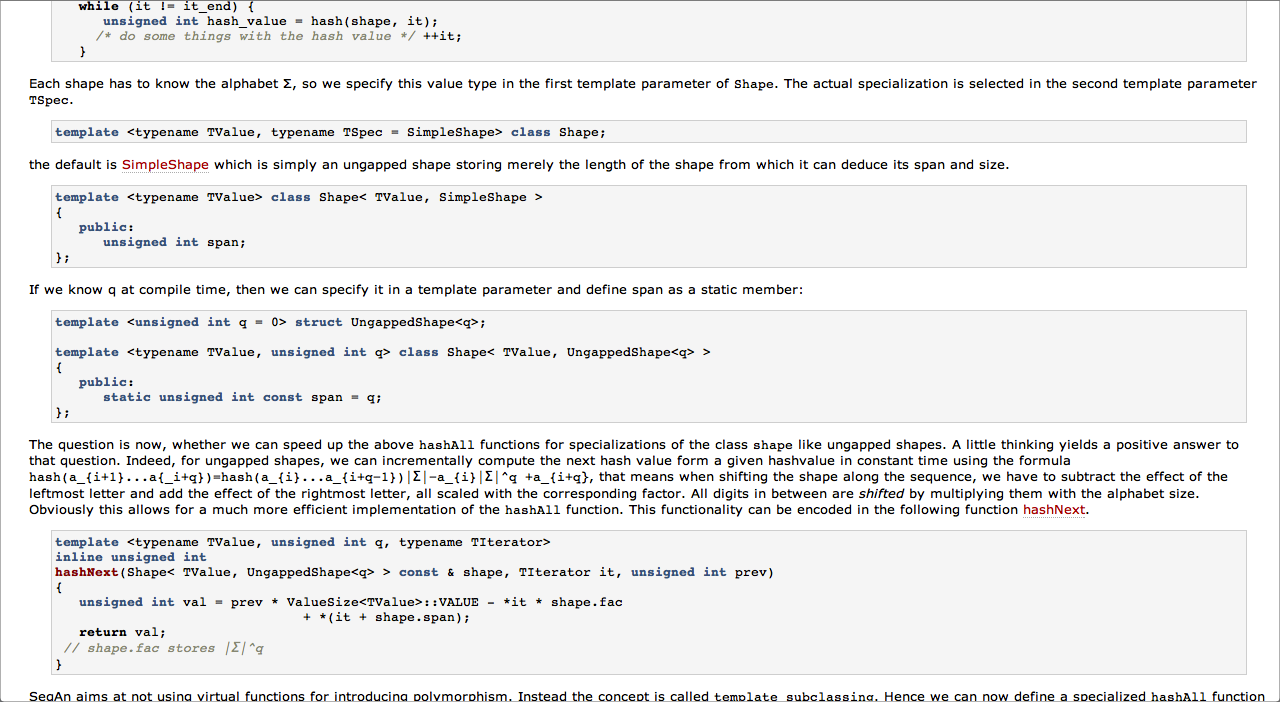 while (it != it_end) {
unsigned int hash_value = hash(shape, it);
/* do some things with the hash value */ ++it;
}
Each shape has to know the alphabet Σ, so we specify this value type in the first template parameter of Shape. The actual specialization is selected in the second template parameter
TSpec.
template <typename TValue, typename TSpec = SimpleShape> class Shape;
the default is SimpleShape which is simply an ungapped shape storing merely the length of the shape from which it can deduce its span and size.
template <typename TValue> class Shape< TValue, SimpleShape >
{
public:
unsigned int span;
};
If we know q at compile time, then we can specify it in a template parameter and define span as a static member:
template <unsigned int q = 0> struct UngappedShape<q>;
template <typename TValue, unsigned int q> class Shape< TValue, UngappedShape<q> >
{
public:
static unsigned int const span = q;
};
The question is now, whether we can speed up the above hashAll functions for specializations of the class shape like ungapped shapes. A little thinking yields a positive answer to
that question. Indeed, for ungapped shapes, we can incrementally compute the next hash value form a given hashvalue in constant time using the formula
hash(a_{i+1}...a{_i+q})=hash(a_{i}...a_{i+q-1})|Σ|−a_{i}|Σ|^q +a_{i+q}, that means when shifting the shape along the sequence, we have to subtract the effect of the
leftmost letter and add the effect of the rightmost letter, all scaled with the corresponding factor. All digits in between are shifted by multiplying them with the alphabet size.
Obviously this allows for a much more efficient implementation of the hashAll function. This functionality can be encoded in the following function hashNext.
template <typename TValue, unsigned int q, typename TIterator>
inline unsigned int
hashNext(Shape< TValue, UngappedShape<q> > const & shape, TIterator it, unsigned int prev)
{
unsigned int val = prev * ValueSize<TValue>::VALUE - *it * shape.fac
+ *(it + shape.span);
return val;
// shape.fac stores |Σ|^q
}
SeqAn aims at not using virtual functions for introducing polymorphism. Instead the concept is called template subclassing. Hence we can now define a specialized hashAll function